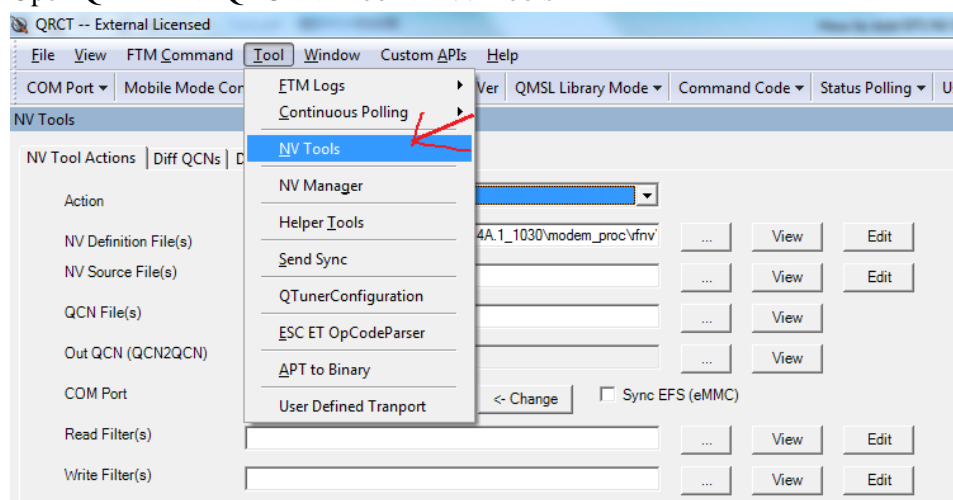 QRCT -- External Licensed
File View FTM Command Tool Window Custom APIs Help
COM Port Mobile Mode Con Ver QMSL Library Mode Command Code Status Polling U
NV Tools
NV Tool Actions Diff QCNs D
FTM Logs
Continuous Polling
NV Tools
NV Manager
Helper Tools
Send Sync
QTunerConfiguration
ESC ET OpCodeParser
APT to Binary
User Defined Tranport
Action
NV Definition File(s) 4A.1_1030\modem_proc\rfnv ... View Edit
NV Source File(s) ... View Edit
QCN File(s) ... View
Out QCN (QCN2QCN) ... View
COM Port <- Change Sync EFS (eMMC)
Read Filter(s) ... View Edit
Write Filter(s) ... View Edit